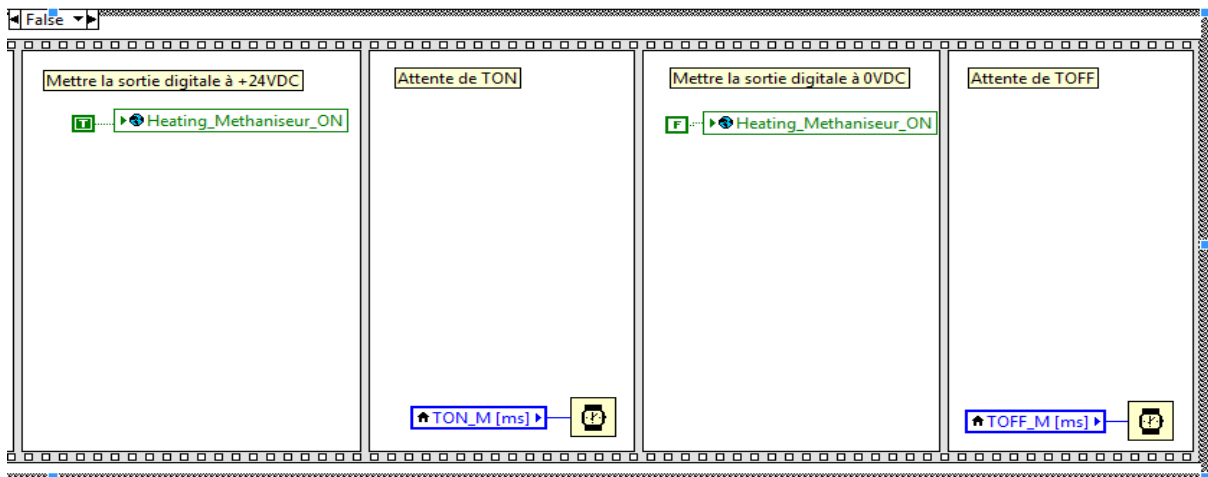 False
Mettre la sortie digitale à +24VDC
T
Heating_Methaniseur_ON
Attente de TON
TON_M [ms]
Mettre la sortie digitale à 0VDC
F
Heating_Methaniseur_ON
Attente de TOFF
TOFF_M [ms]